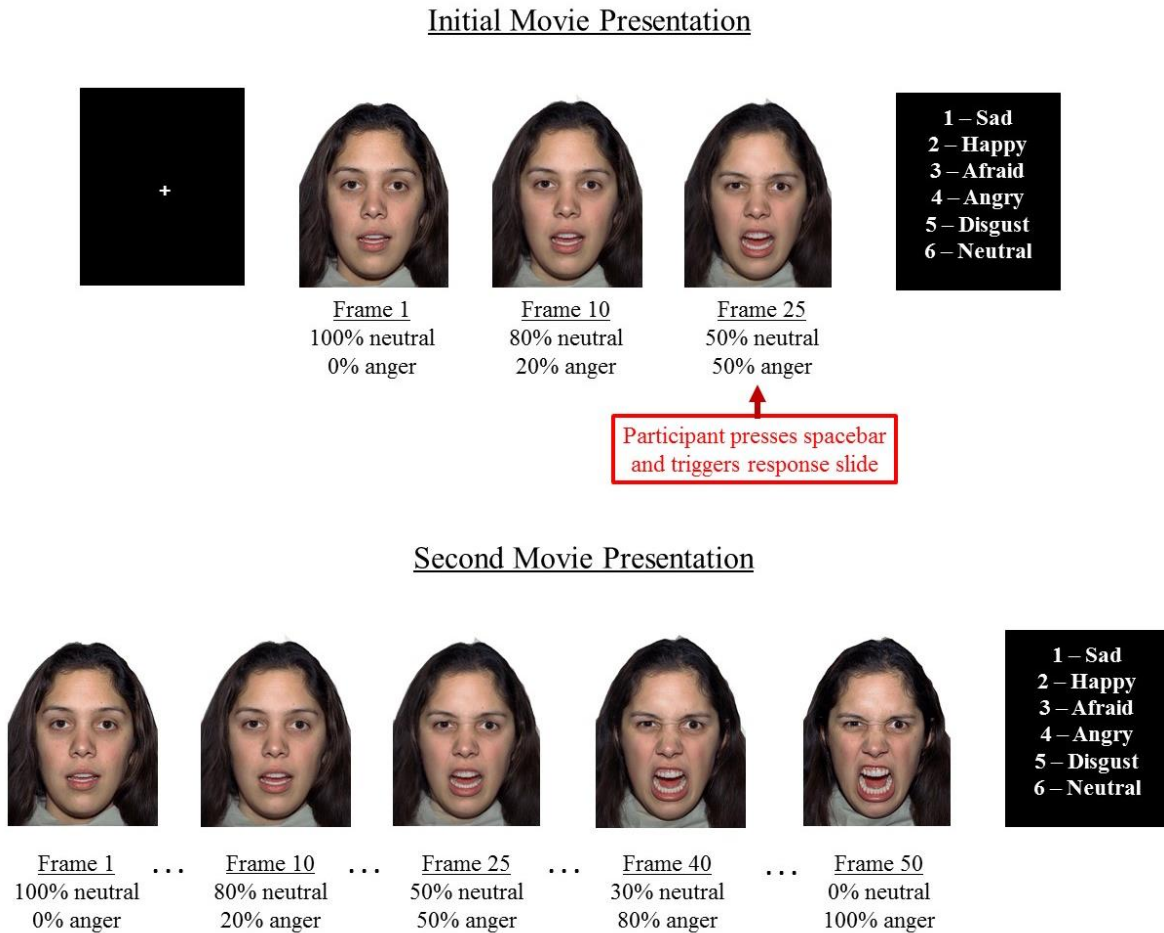 Initial Movie Presentation
+
1 – Sad
2 – Happy
3 – Afraid
4 – Angry
5 – Disgust
6 – Neutral
Frame 1
100% neutral
0% anger
Frame 10
80% neutral
20% anger
Frame 25
50% neutral
50% anger
Participant presses spacebar
and triggers response slide
Second Movie Presentation
1 – Sad
2 – Happy
3 – Afraid
4 – Angry
5 – Disgust
6 – Neutral
Frame 1 ... Frame 10 ... Frame 25 ... Frame 40 ... Frame 50
100% neutral 80% neutral 50% neutral 30% neutral 0% neutral
0% anger 20% anger 50% anger 80% anger 100% anger